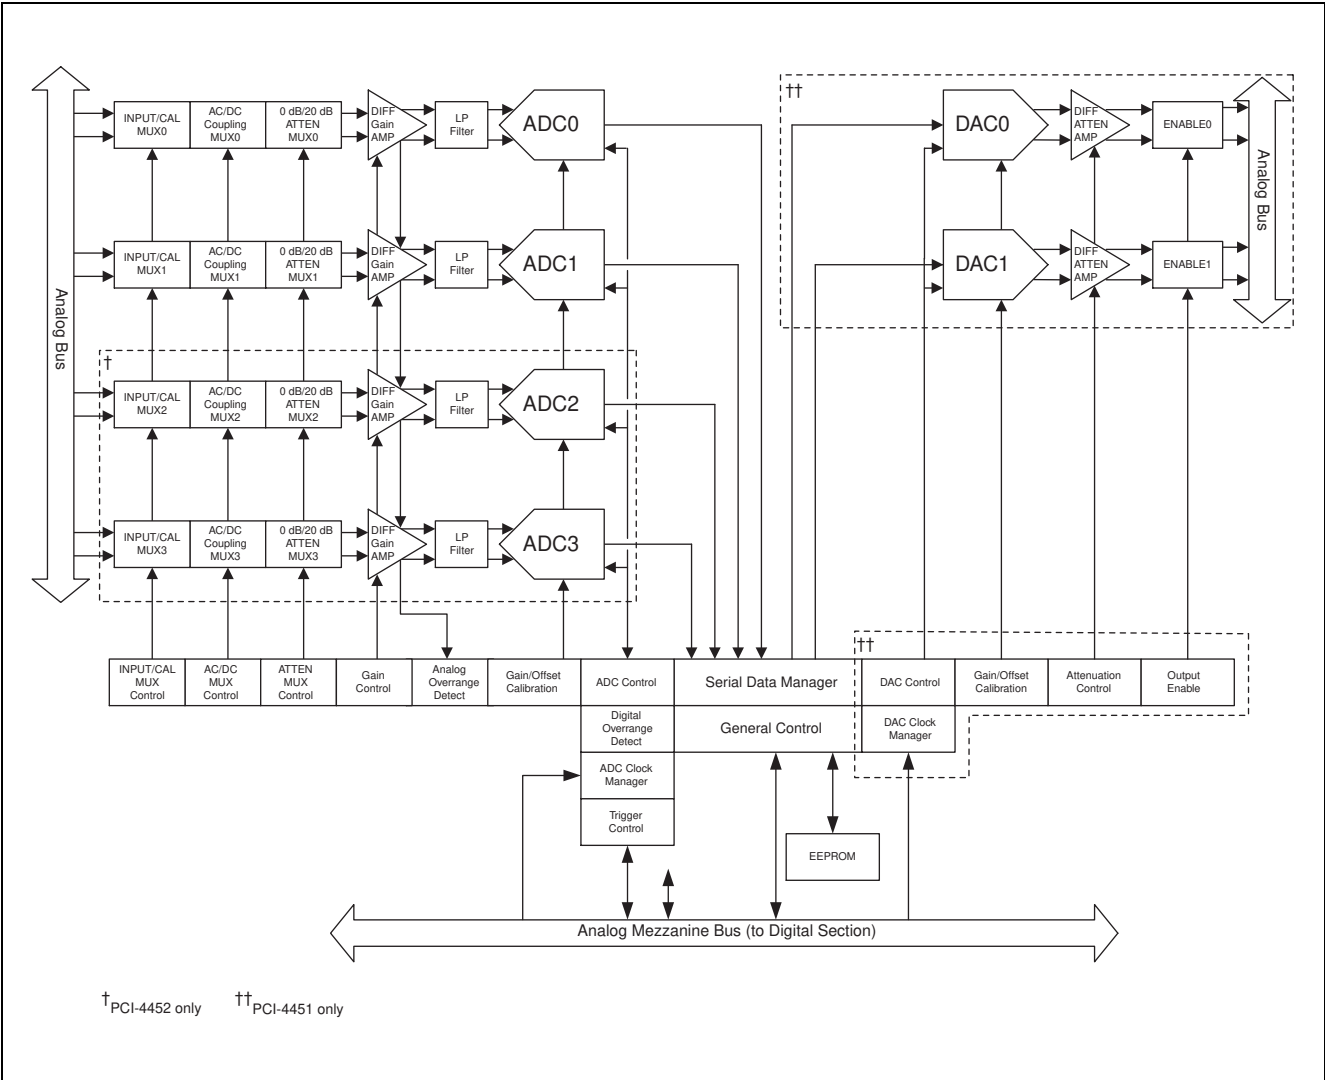 ††
INPUT/CAL
MUX0
AC/DC
Coupling
MUX0
0 dB/20 dB
ATTEN
MUX0
DIFF
Gain
AMP
LP
Filter
ADC0
DAC0
DIFF
ATTEN
AMP
ENABLE0
Analog Bus
INPUT/CAL
MUX1
AC/DC
Coupling
MUX1
0 dB/20 dB
ATTEN
MUX1
DIFF
Gain
AMP
LP
Filter
ADC1
DAC1
DIFF
ATTEN
AMP
ENABLE1
Analog Bus
†
INPUT/CAL
MUX2
AC/DC
Coupling
MUX2
0 dB/20 dB
ATTEN
MUX2
DIFF
Gain
AMP
LP
Filter
ADC2
INPUT/CAL
MUX3
AC/DC
Coupling
MUX3
0 dB/20 dB
ATTEN
MUX3
DIFF
Gain
AMP
LP
Filter
ADC3
††
INPUT/CAL
MUX
Control
AC/DC
MUX
Control
ATTEN
MUX
Control
Gain
Control
Analog
Overrange
Detect
Gain/Offset
Calibration
ADC Control
Serial Data Manager
DAC Control
Gain/Offset
Calibration
Attenuation
Control
Output
Enable
Digital
Overrange
Detect
General Control
DAC Clock
Manager
ADC Clock
Manager
Trigger
Control
EEPROM
Analog Mezzanine Bus (to Digital Section)
†PCI-4452 only
††PCI-4451 only